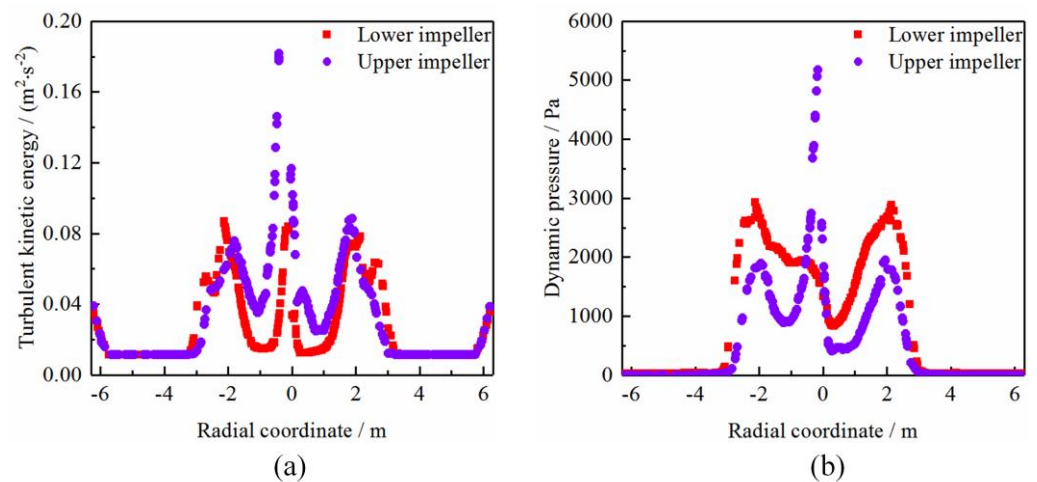 0.20
0.16
0.12
0.08
0.04
0.00
Turbulent kinetic energy / (m²·s⁻²)
Lower impeller
Upper impeller
-6 -4 -2 0 2 4 6
Radial coordinate / m
(a)
6000
5000
4000
3000
2000
1000
0
Dynamic pressure / Pa
Lower impeller
Upper impeller
-6 -4 -2 0 2 4 6
Radial coordinate / m
(b)